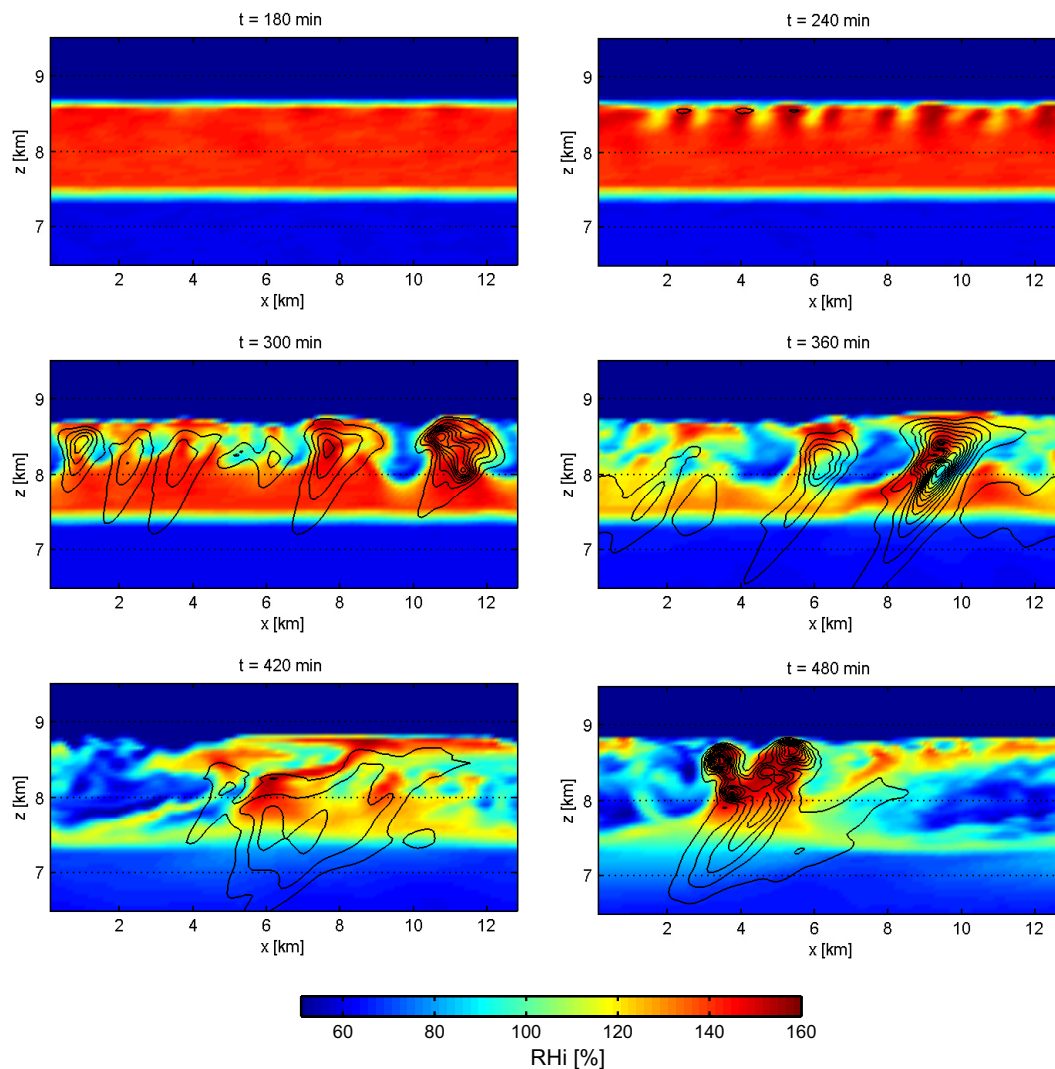 t = 180 min
t = 240 min
9
8
7
z [km]
2 4 6 8 10 12
x [km]
9
8
7
z [km]
2 4 6 8 10 12
x [km]
t = 300 min
t = 360 min
9
8
7
z [km]
2 4 6 8 10 12
x [km]
9
8
7
z [km]
2 4 6 8 10 12
x [km]
t = 420 min
t = 480 min
9
8
7
z [km]
2 4 6 8 10 12
x [km]
9
8
7
z [km]
2 4 6 8 10 12
x [km]
60 80 100 120 140 160
RHi [%]